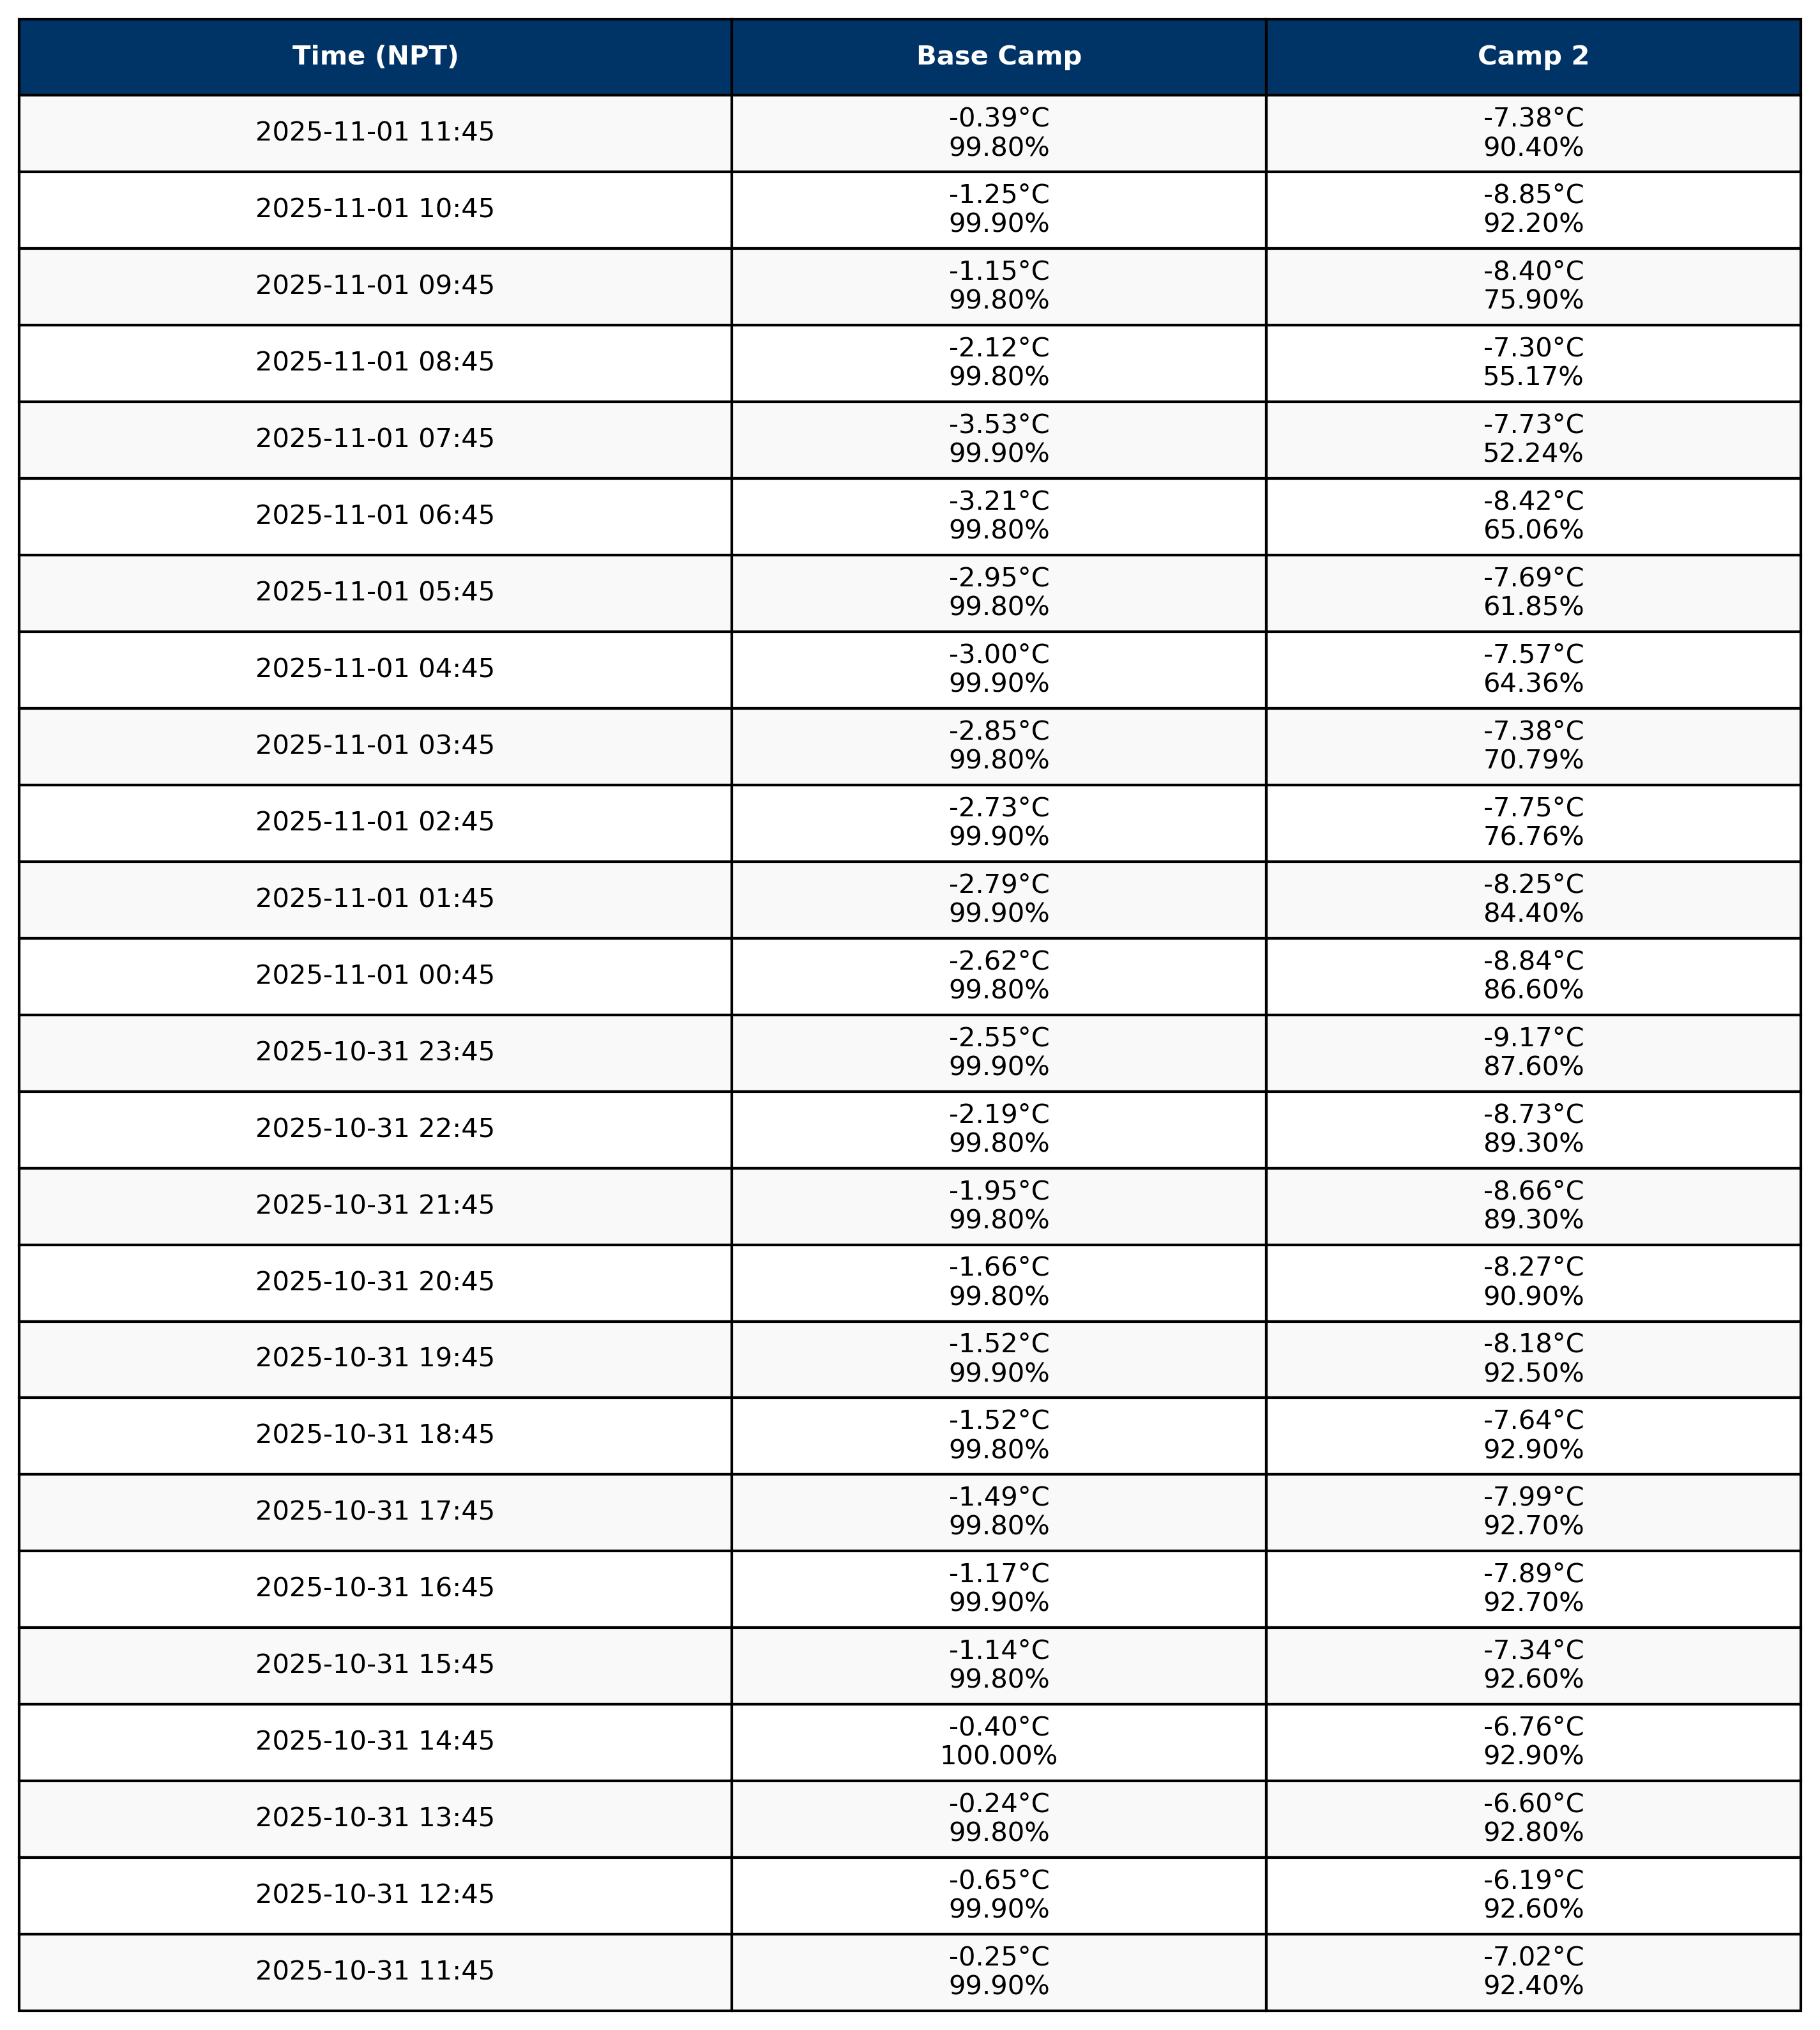 Time (NPT) Base Camp Camp 2
2025-11-01 11:45 -0.39°C -7.38°C
99.80% 90.40%
2025-11-01 10:45 -1.25°C -8.85°C
99.90% 92.20%
2025-11-01 09:45 -1.15°C -8.40°C
99.80% 75.90%
2025-11-01 08:45 -2.12°C -7.30°C
99.80% 55.17%
2025-11-01 07:45 -3.53°C -7.73°C
99.90% 52.24%
2025-11-01 06:45 -3.21°C -8.42°C
99.80% 65.06%
2025-11-01 05:45 -2.95°C -7.69°C
99.80% 61.85%
2025-11-01 04:45 -3.00°C -7.57°C
99.90% 64.36%
2025-11-01 03:45 -2.85°C -7.38°C
99.80% 70.79%
2025-11-01 02:45 -2.73°C -7.75°C
99.90% 76.76%
2025-11-01 01:45 -2.79°C -8.25°C
99.90% 84.40%
2025-11-01 00:45 -2.62°C -8.84°C
99.80% 86.60%
2025-10-31 23:45 -2.55°C -9.17°C
99.90% 87.60%
2025-10-31 22:45 -2.19°C -8.73°C
99.80% 89.30%
2025-10-31 21:45 -1.95°C -8.66°C
99.80% 89.30%
2025-10-31 20:45 -1.66°C -8.27°C
99.80% 90.90%
2025-10-31 19:45 -1.52°C -8.18°C
99.90% 92.50%
2025-10-31 18:45 -1.52°C -7.64°C
99.80% 92.90%
2025-10-31 17:45 -1.49°C -7.99°C
99.80% 92.70%
2025-10-31 16:45 -1.17°C -7.89°C
99.90% 92.70%
2025-10-31 15:45 -1.14°C -7.34°C
99.80% 92.60%
2025-10-31 14:45 -0.40°C -6.76°C
100.00% 92.90%
2025-10-31 13:45 -0.24°C -6.60°C
99.80% 92.80%
2025-10-31 12:45 -0.65°C -6.19°C
99.90% 92.60%
2025-10-31 11:45 -0.25°C -7.02°C
99.90% 92.40%